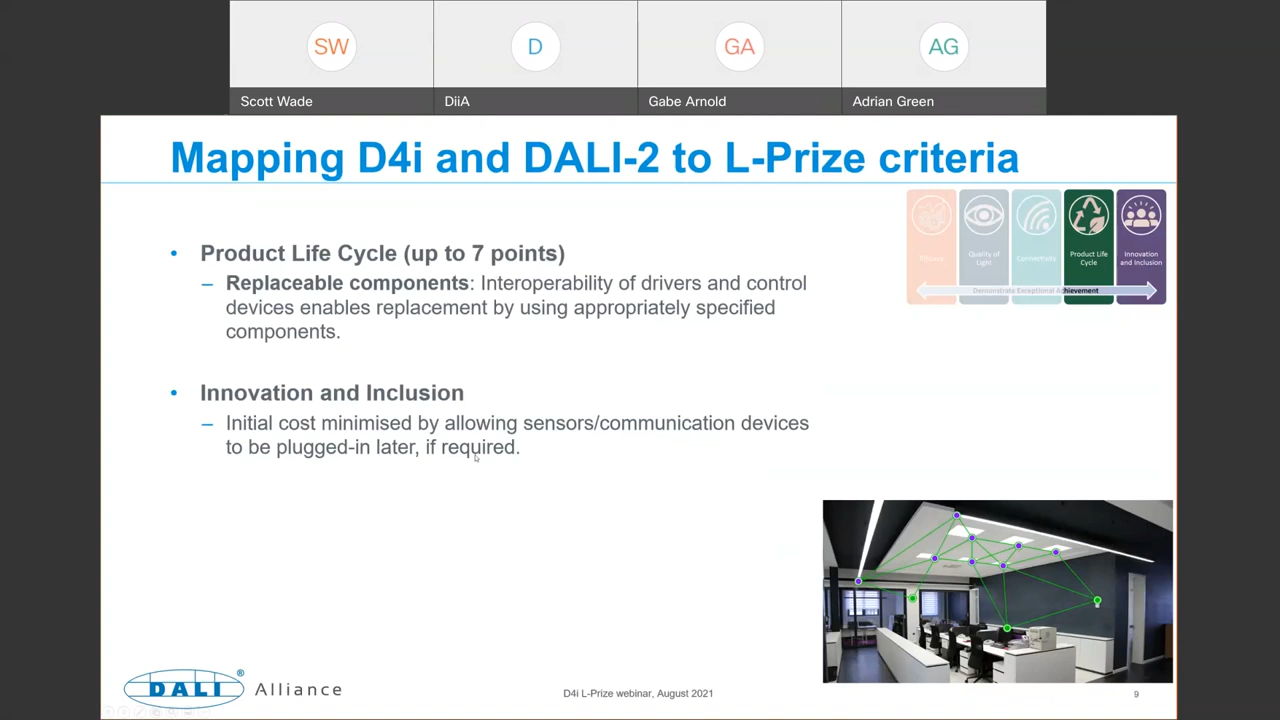 SW
D
GA
AG
Scott Wade
DiiA
Gabe Arnold
Adrian Green
Mapping D4i and DALI-2 to L-Prize criteria
Efficacy
Quality of
Light
Connectivity
Product Life
Cycle
Innovation
and Inclusion
Demonstrate Exceptional Achievement
• Product Life Cycle (up to 7 points)
– Replaceable components: Interoperability of drivers and control
devices enables replacement by using appropriately specified
components.
• Innovation and Inclusion
– Initial cost minimised by allowing sensors/communication devices
to be plugged-in later, if required.
DALI® Alliance
D4i L-Prize webinar, August 2021
9